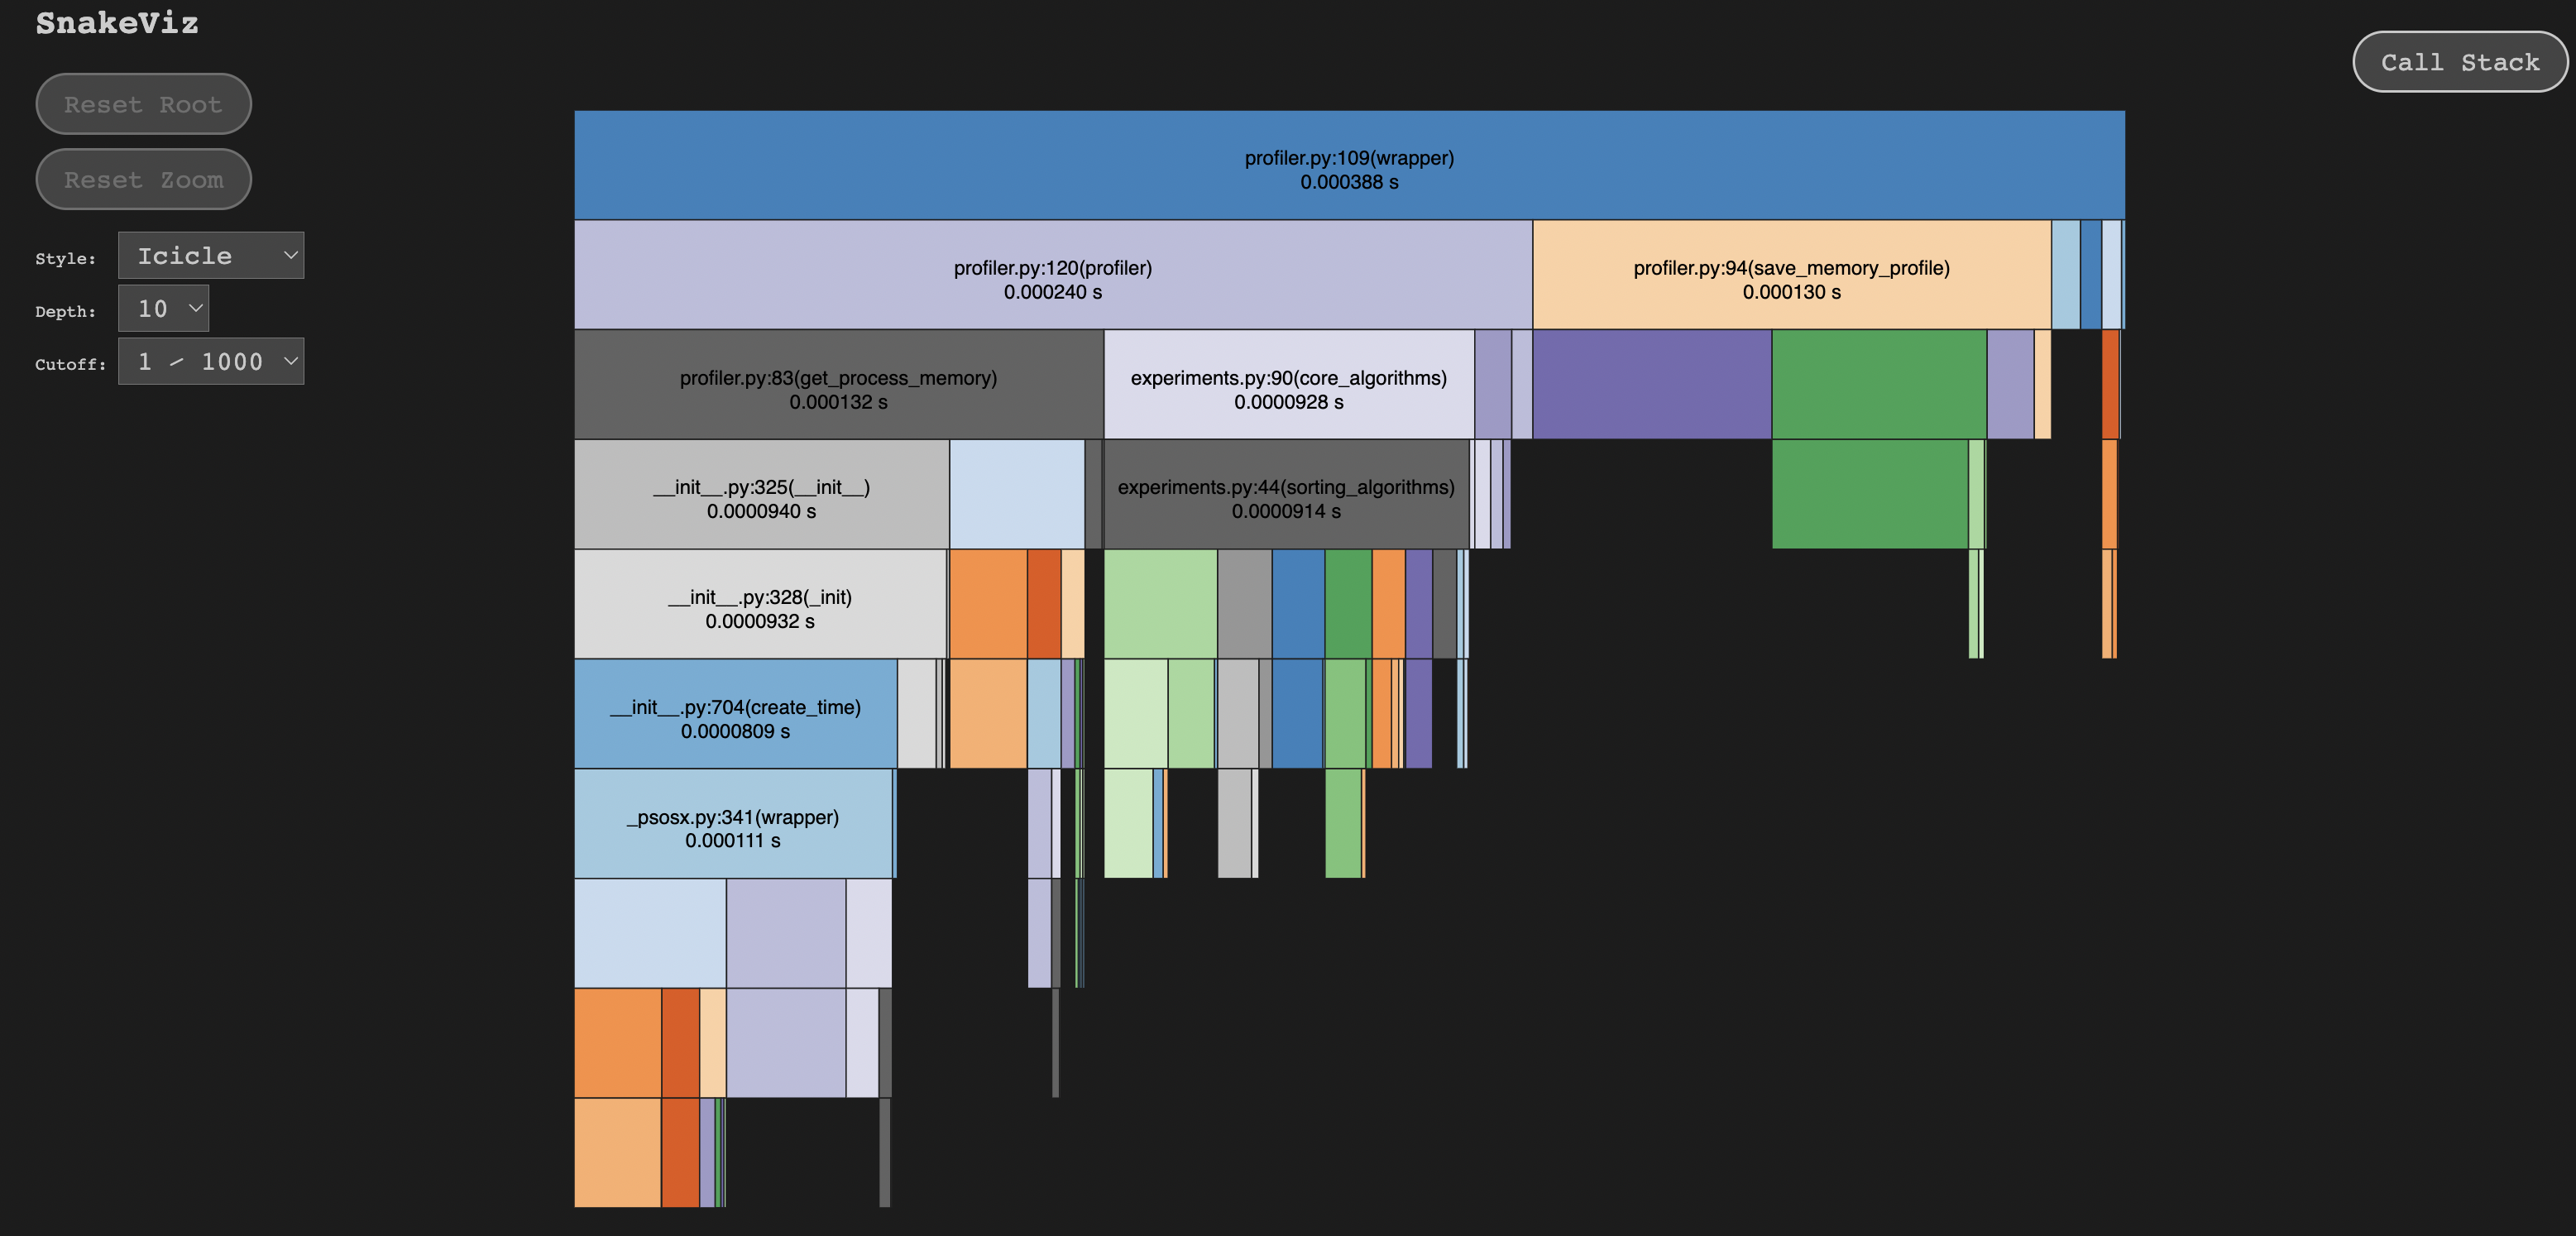 SnakeViz
Call Stack
Reset Root
Reset Zoom
Style:
Icicle
Depth:
10
Cutoff:
1 / 1000
profiler.py:109(wrapper)
0.000388 s
profiler.py:120(profiler)
0.000240 s
profiler.py:94(save_memory_profile)
0.000130 s
profiler.py:83(get_process_memory)
0.000132 s
experiments.py:90(core_algorithms)
0.0000928 s
__init__.py:325(__init__)
0.0000940 s
experiments.py:44(sorting_algorithms)
0.0000914 s
__init__.py:328(_init)
0.0000932 s
__init__.py:704(create_time)
0.0000809 s
_psosx.py:341(wrapper)
0.000111 s